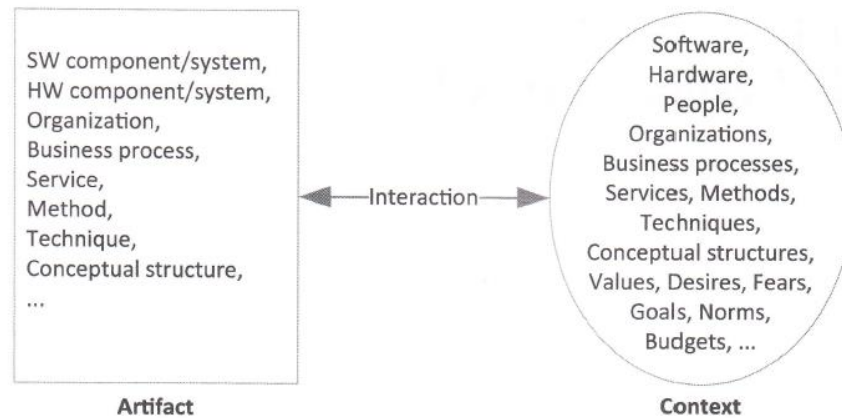 SW component/system,
HW component/system,
Organization,
Business process,
Service,
Method,
Technique,
Conceptual structure,
...
Artifact
Interaction
Software,
Hardware,
People,
Organizations,
Business processes,
Services, Methods,
Techniques,
Conceptual structures,
Values, Desires, Fears,
Goals, Norms,
Budgets, ...
Context